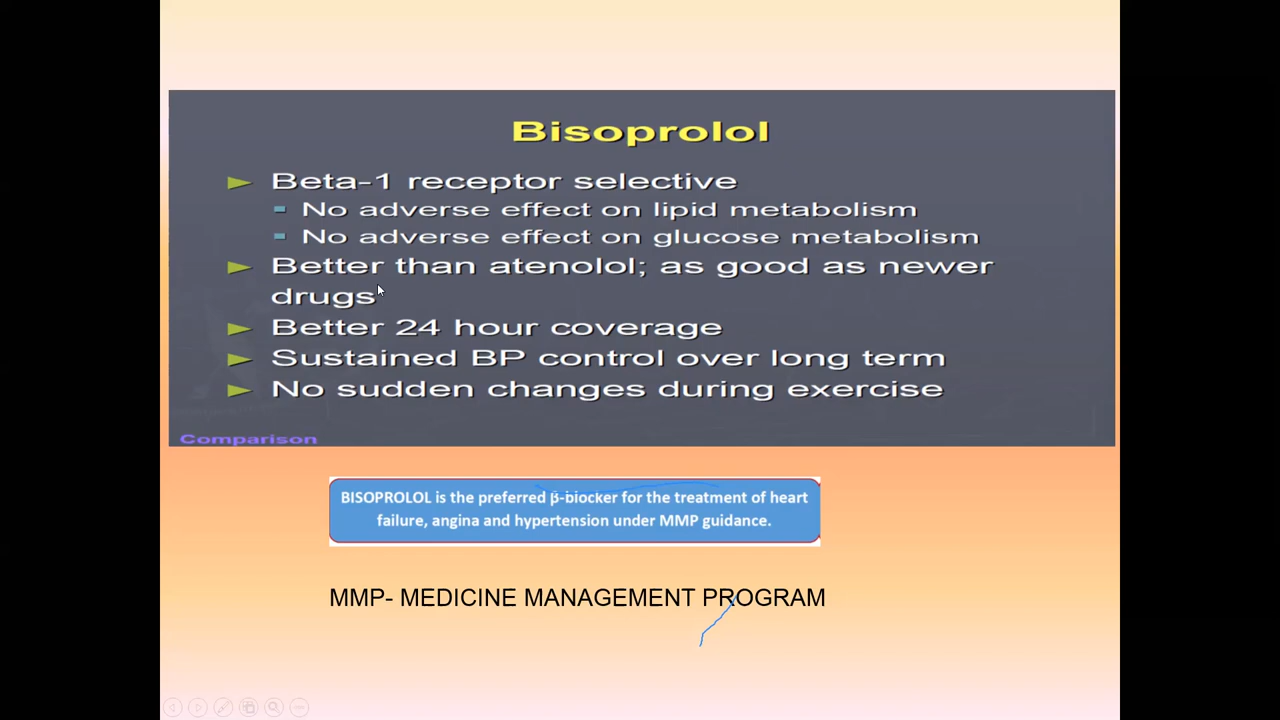 Bisoprolol
Beta-1 receptor selective
No adverse effect on lipid metabolism
No adverse effect on glucose metabolism
Better than atenolol; as good as newer
drugs
Better 24 hour coverage
Sustained BP control over long term
No sudden changes during exercise
Comparison
BISOPROLOL is the preferred β-blocker for the treatment of heart
failure, angina and hypertension under MMP guidance.
MMP- MEDICINE MANAGEMENT PROGRAM